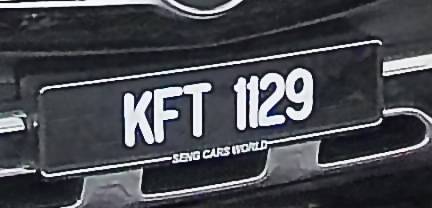 KFT 1129
SENG CARS WORLD